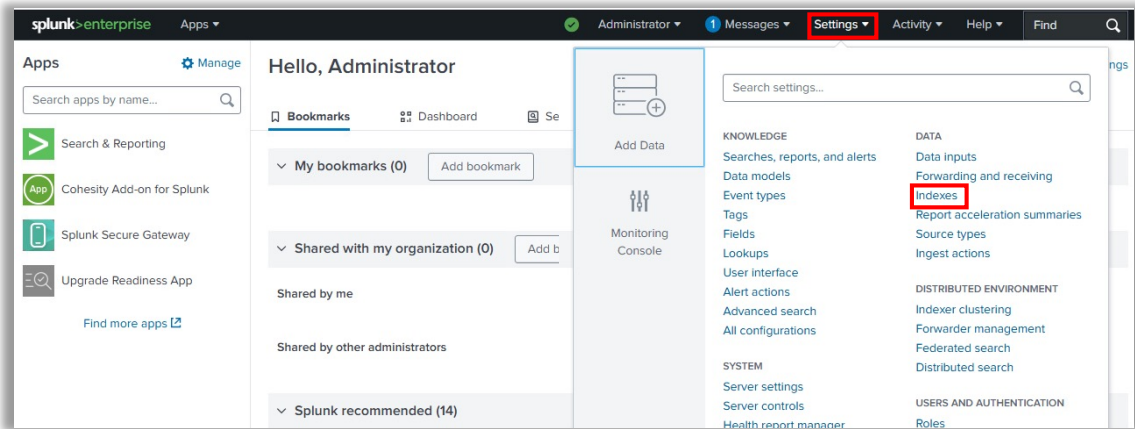 splunk>enterprise Apps ▾ Administrator ▾ 1 Messages ▾ Settings ▾ Activity ▾ Help ▾ Find
Apps
Manage
Search apps by name...
Search & Reporting
App
Cohesity Add-on for Splunk
Splunk Secure Gateway
Upgrade Readiness App
Find more apps
Hello, Administrator
ngs
Bookmarks Dashboard Se
My bookmarks (0) Add bookmark
Shared with my organization (0) Add b
Shared by me
Shared by other administrators
Splunk recommended (14)
Add Data
Monitoring
Console
Search settings...
KNOWLEDGE
Searches, reports, and alerts
Data models
Event types
Tags
Fields
Lookups
User interface
Alert actions
Advanced search
All configurations
SYSTEM
Server settings
Server controls
Health report manager
DATA
Data inputs
Forwarding and receiving
Indexes
Report acceleration summaries
Source types
Ingest actions
DISTRIBUTED ENVIRONMENT
Indexer clustering
Forwarder management
Federated search
Distributed search
USERS AND AUTHENTICATION
Roles